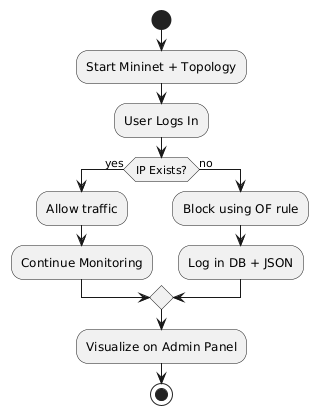 Start Mininet + Topology
User Logs In
IP Exists?
yes
no
Allow traffic
Block using OF rule
Continue Monitoring
Log in DB + JSON
Visualize on Admin Panel